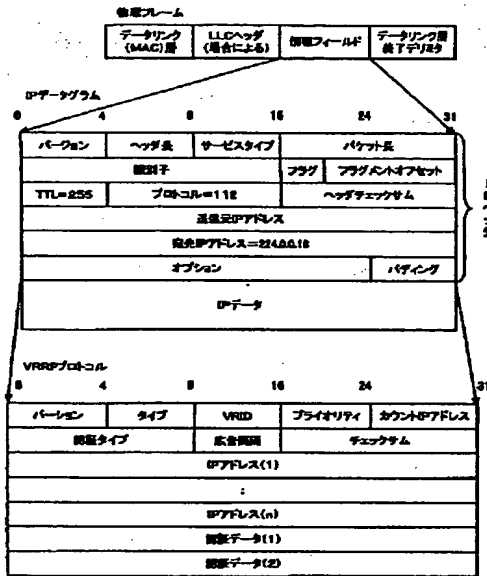 物理フレーム
データリンク
(MAC)層
LLCヘッダ
(場合による)
情報フィールド
データリンク層
終了デリミタ
IPデータグラム
0 4 8 16 24 31
バージョン ヘッダ長 サービスタイプ パケット長
識別子 フラグ フラグメントオフセット
TTL=255 プロトコル=112 ヘッダチェックサム
送信元IPアドレス
宛先IPアドレス=224.0.0.18
オプション パディング
IPデータ
VRRPプロトコル
0 4 8 16 24 31
バーション タイプ VRID プライオリティ カウントIPアドレス
認証タイプ 広告間隔 チェックサム
IPアドレス(1)
:
IPアドレス(n)
認証データ(1)
認証データ(2)